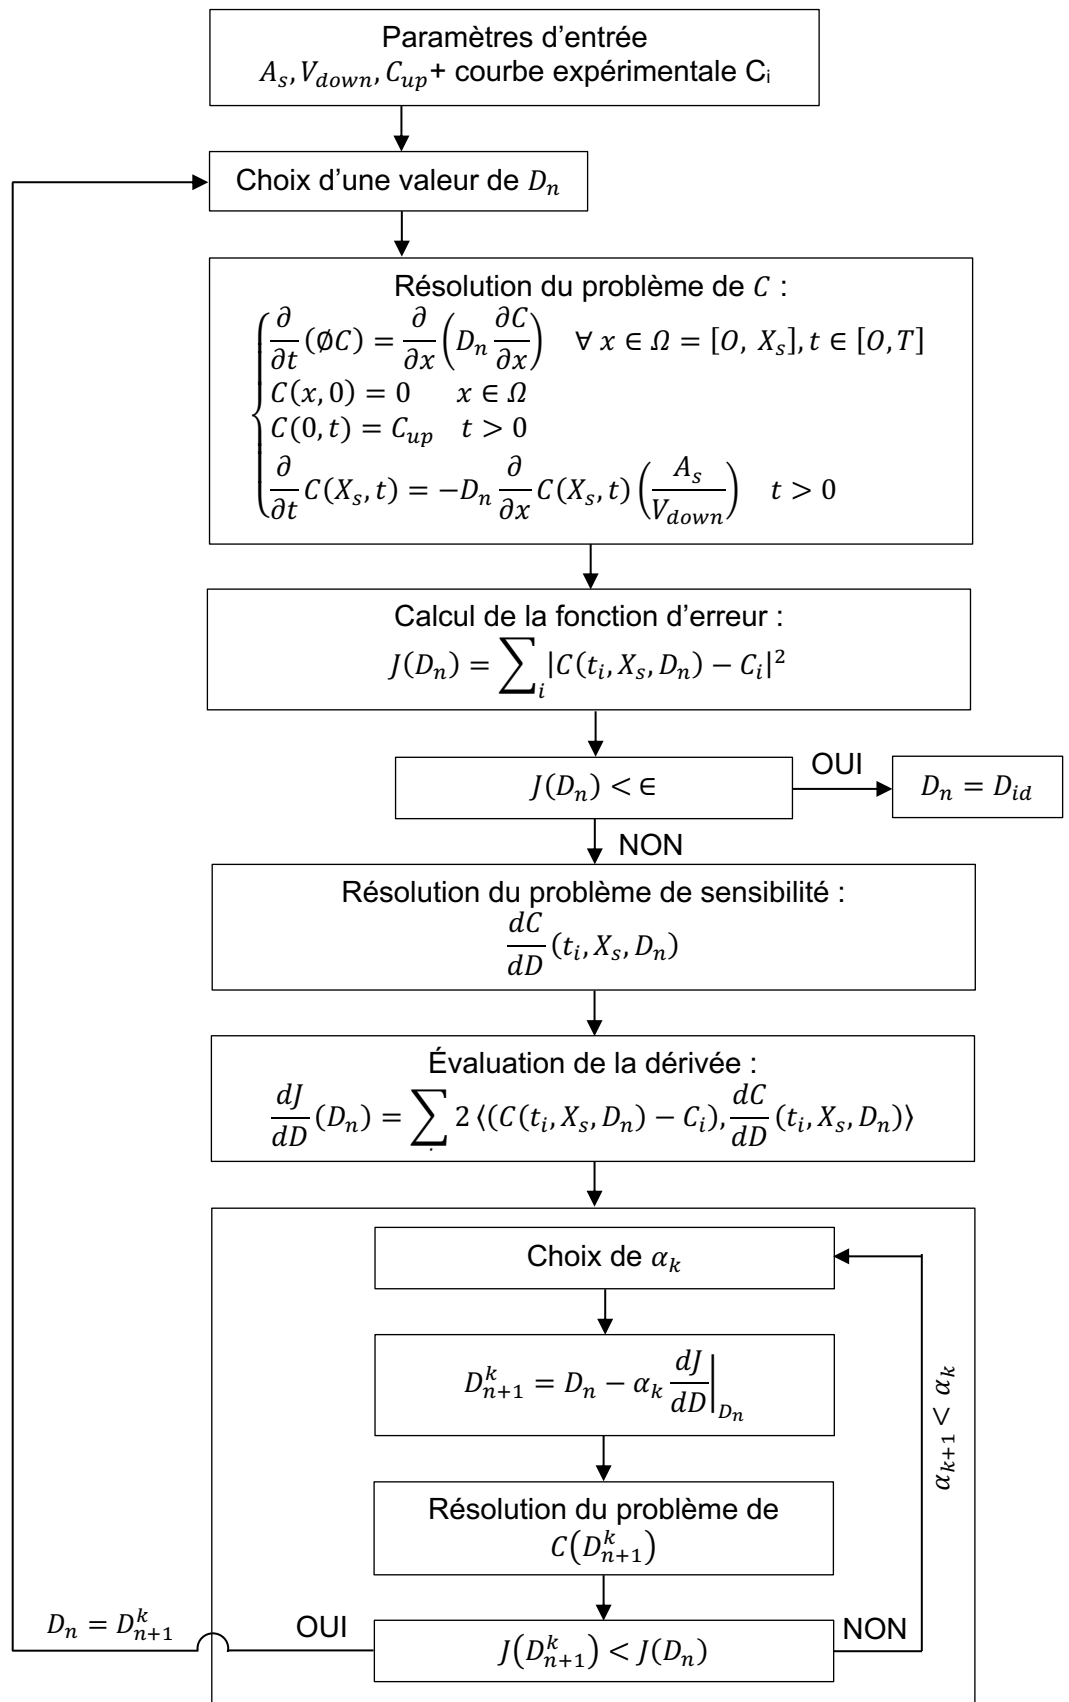 Paramètres d'entrée
A_s, V_down, C_up + courbe expérimentale C_i
Choix d'une valeur de D_n
Résolution du problème de C :
∂/∂t (∅C) = ∂/∂x (D_n ∂C/∂x) ∀ x ∈ Ω = [O, X_s], t ∈ [O, T]
C(x, 0) = 0 x ∈ Ω
C(0, t) = C_up t > 0
∂/∂t C(X_s, t) = −D_n ∂/∂x C(X_s, t) (A_s/V_down) t > 0
Calcul de la fonction d'erreur :
J(D_n) = ∑_i |C(t_i, X_s, D_n) − C_i|²
J(D_n) < ∈
OUI
D_n = D_id
NON
Résolution du problème de sensibilité :
dC/dD (t_i, X_s, D_n)
Évaluation de la dérivée :
dJ/dD (D_n) = ∑ 2 ⟨(C(t_i, X_s, D_n) − C_i), dC/dD (t_i, X_s, D_n)⟩
Choix de α_k
D_{n+1}^k = D_n − α_k dJ/dD |_{D_n}
α_{k+1} < α_k
Résolution du problème de
C(D_{n+1}^k)
D_n = D_{n+1}^k
OUI
J(D_{n+1}^k) < J(D_n)
NON